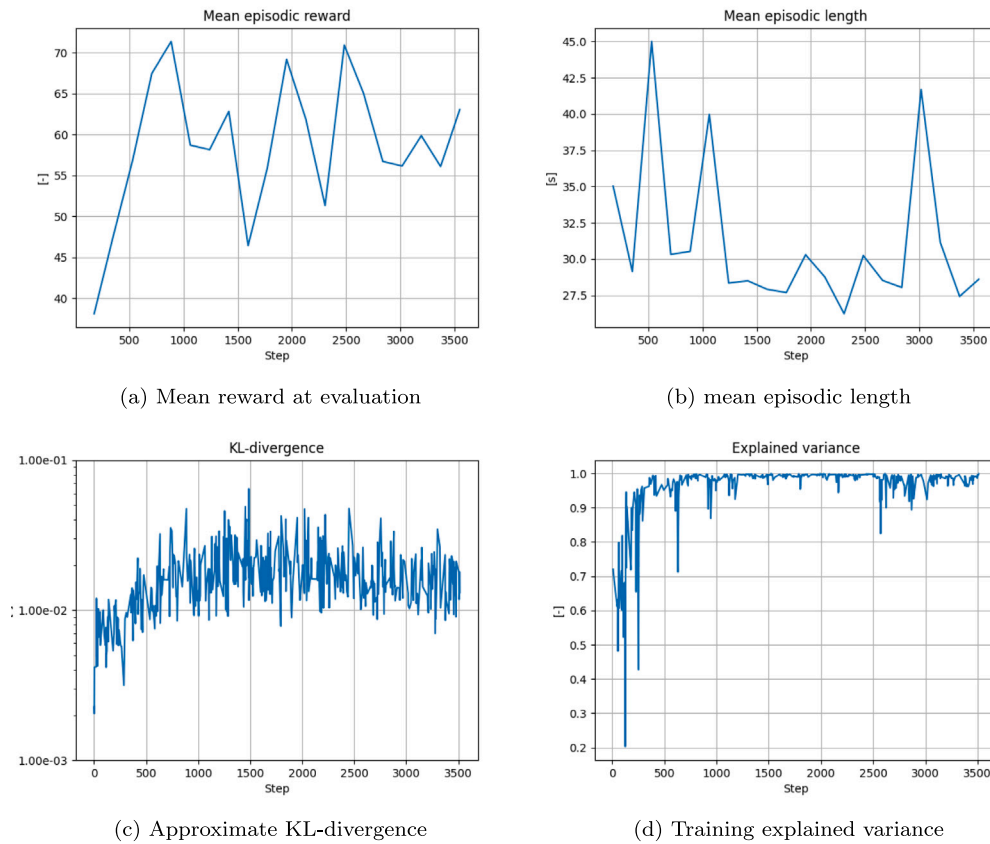 Mean episodic reward
70
65
60
55
50
45
40
[-]
500 1000 1500 2000 2500 3000 3500
Step
(a) Mean reward at evaluation
Mean episodic length
45.0
42.5
40.0
37.5
35.0
32.5
30.0
27.5
[s]
500 1000 1500 2000 2500 3000 3500
Step
(b) mean episodic length
KL-divergence
1.00e-01
1.00e-02
1.00e-03
0 500 1000 1500 2000 2500 3000 3500
Step
(c) Approximate KL-divergence
Explained variance
1.0
0.9
0.8
0.7
0.6
0.5
0.4
0.3
0.2
[-]
0 500 1000 1500 2000 2500 3000 3500
Step
(d) Training explained variance